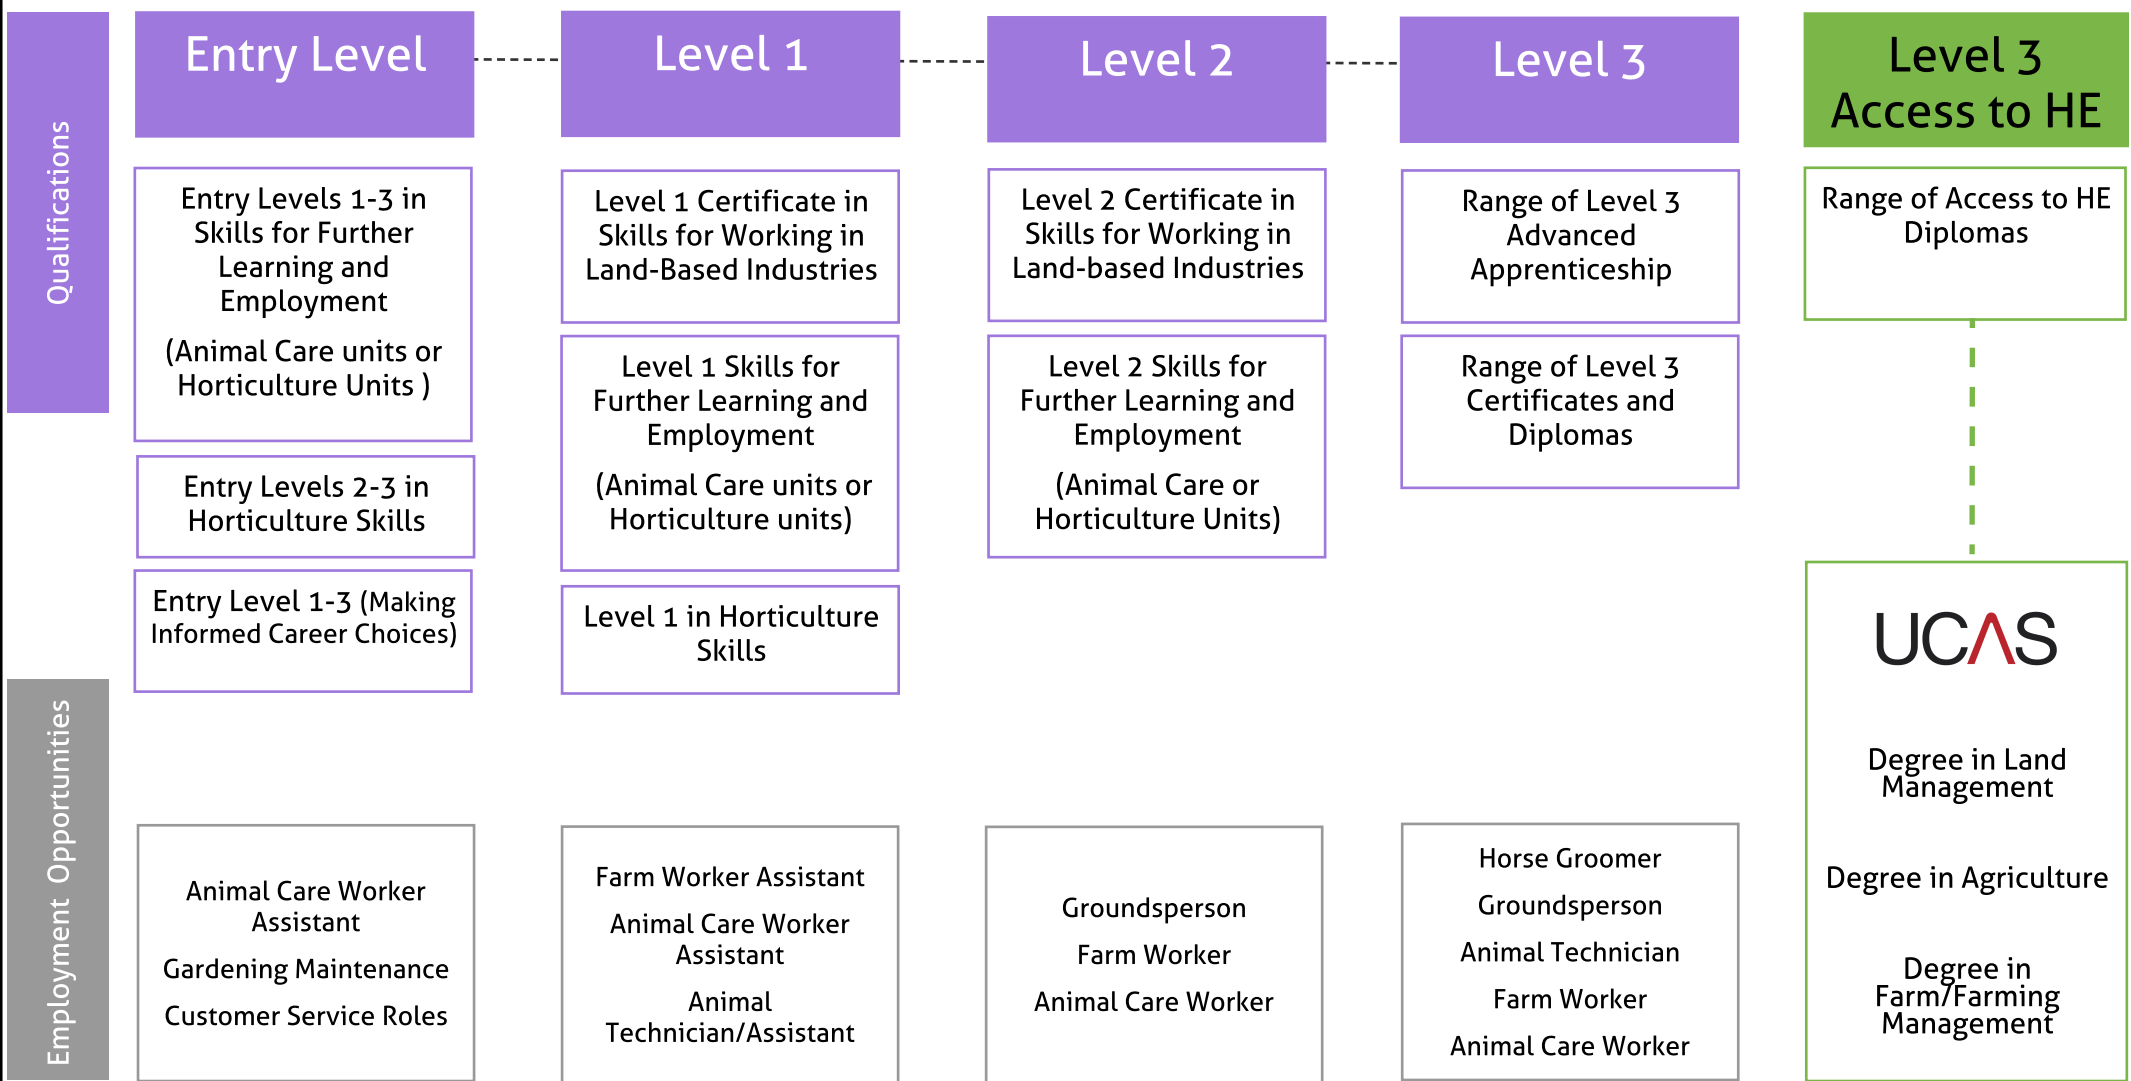 Qualifications
Entry Level
Level 1
Level 2
Level 3
Level 3
Access to HE
Entry Levels 1-3 in
Skills for Further
Learning and
Employment
(Animal Care units or
Horticulture Units )
Entry Levels 2-3 in
Horticulture Skills
Entry Level 1-3 (Making
Informed Career Choices)
Level 1 Certificate in
Skills for Working in
Land-Based Industries
Level 1 Skills for
Further Learning and
Employment
(Animal Care units or
Horticulture units)
Level 1 in Horticulture
Skills
Level 2 Certificate in
Skills for Working in
Land-based Industries
Level 2 Skills for
Further Learning and
Employment
(Animal Care or
Horticulture Units)
Range of Level 3
Advanced
Apprenticeship
Range of Level 3
Certificates and
Diplomas
Range of Access to HE
Diplomas
Employment Opportunities
Animal Care Worker
Assistant
Gardening Maintenance
Customer Service Roles
Farm Worker Assistant
Animal Care Worker
Assistant
Animal
Technician/Assistant
Groundsperson
Farm Worker
Animal Care Worker
Horse Groomer
Groundsperson
Animal Technician
Farm Worker
Animal Care Worker
UCAS
Degree in Land
Management
Degree in Agriculture
Degree in
Farm/Farming
Management